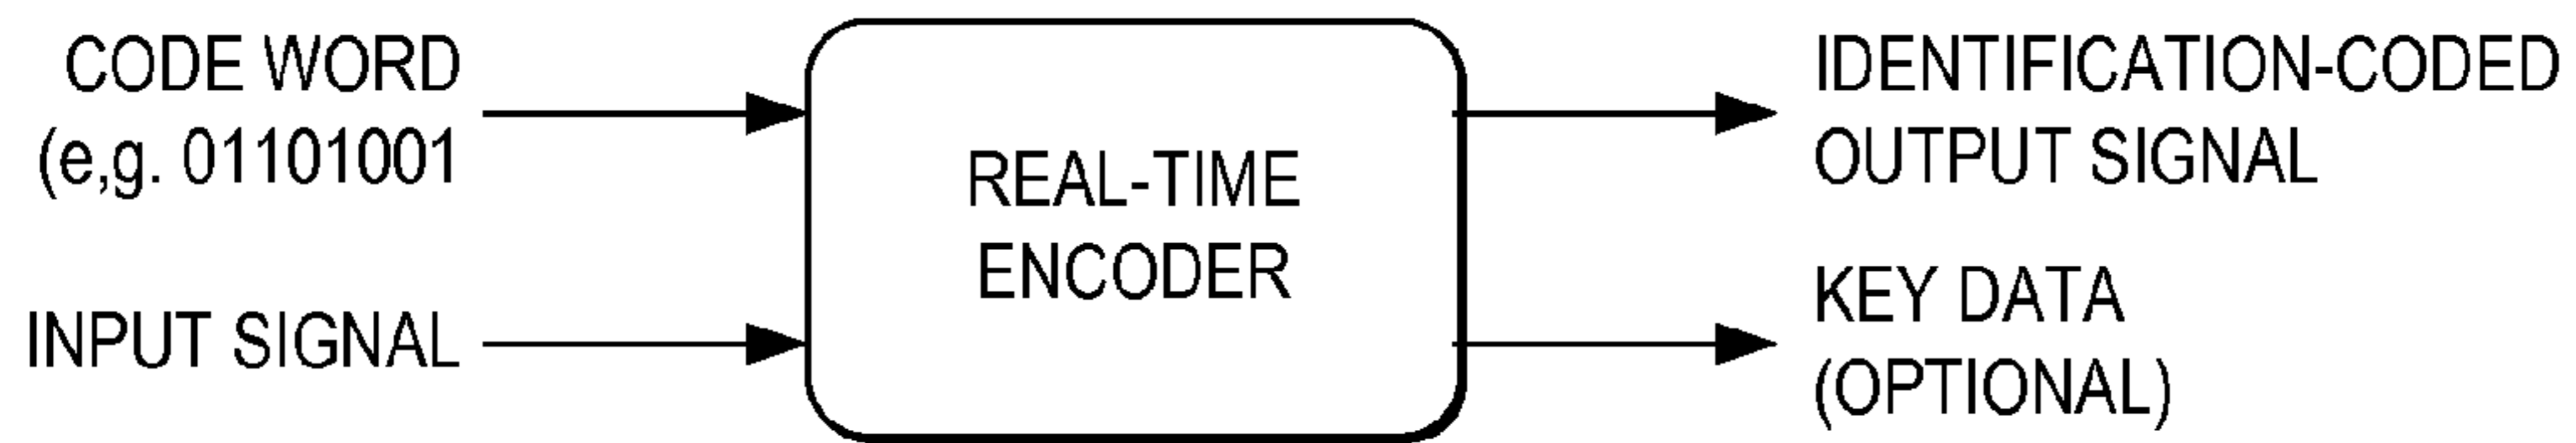 CODE WORD
(e,g. 01101001
INPUT SIGNAL
REAL-TIME
ENCODER
IDENTIFICATION-CODED
OUTPUT SIGNAL
KEY DATA
(OPTIONAL)